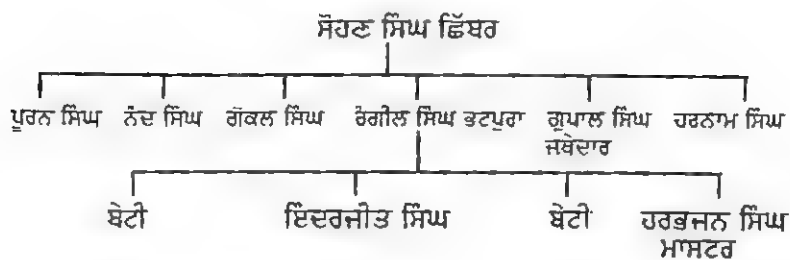 ਸੋਹਣ ਸਿੰਘ ਛਿੱਬਰ
ਪੂਰਨ ਸਿੰਘ ਨੰਦ ਸਿੰਘ ਗੋਕਲ ਸਿੰਘ ਰੰਗੀਲ ਸਿੰਘ ਭਟਪੁਰਾ ਗੁਪਾਲ ਸਿੰਘ ਹਰਨਾਮ ਸਿੰਘ
ਜਥੇਦਾਰ
ਬੇਟੀ ਇੰਦਰਜੀਤ ਸਿੰਘ ਬੇਟੀ ਹਰਭਜਨ ਸਿੰਘ
ਮਾਸਟਰ